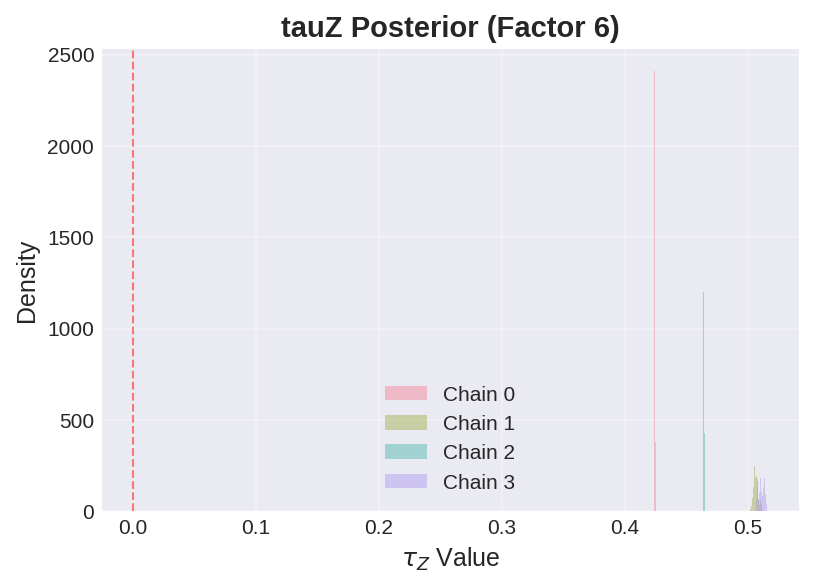 tauZ Posterior (Factor 6)
Density
2500
2000
1500
1000
500
0
Chain 0
Chain 1
Chain 2
Chain 3
0.0 0.1 0.2 0.3 0.4 0.5
τ_Z Value